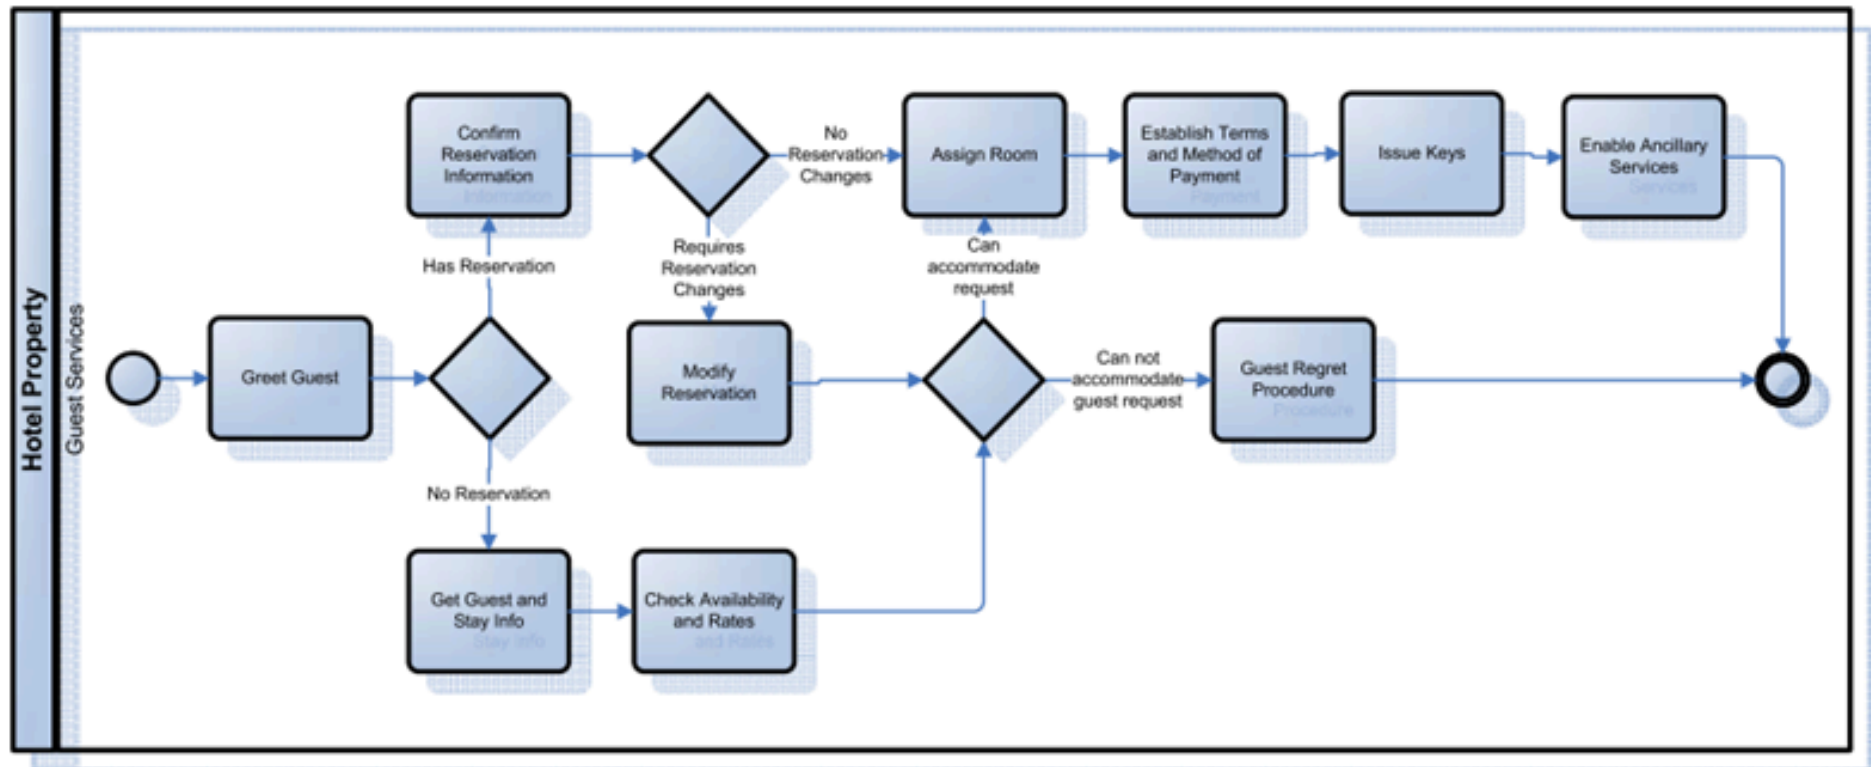 Hotel Property
Guest Services
Greet Guest
Has Reservation
Confirm
Reservation
Information
No
Reservation
Changes
Requires
Reservation
Changes
Modify
Reservation
No Reservation
Get Guest and
Stay Info
Check Availability
and Rates
Can
accommodate
request
Can not
accommodate
guest request
Guest Regret
Procedure
Assign Room
Establish Terms
and Method of
Payment
Issue Keys
Enable Ancillary
Services